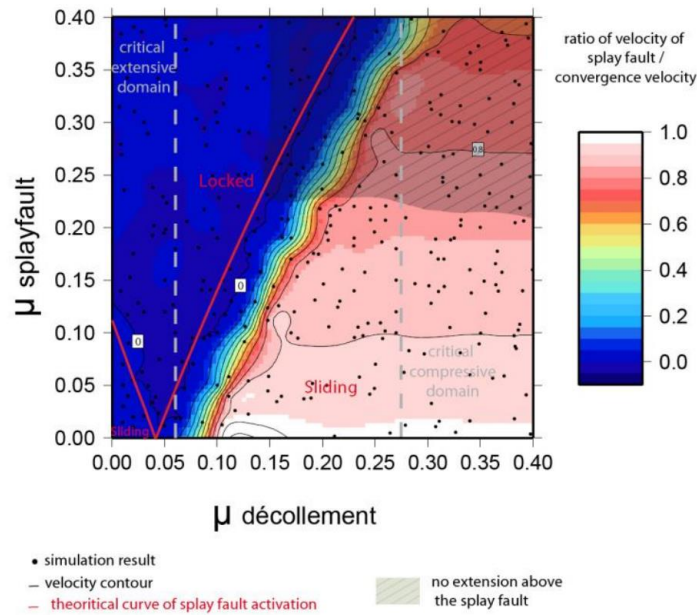 0.40
0.35
0.30
0.25
0.20
0.15
0.10
0.05
0.00
μ splayfault
critical
extensive
domain
Locked
0
0
Sliding
0.8
critical
compressive
domain
Sliding
0.00 0.05 0.10 0.15 0.20 0.25 0.30 0.35 0.40
μ décollement
ratio of velocity of
splay fault /
convergence velocity
1.0
0.8
0.6
0.4
0.2
0.0
simulation result
velocity contour
theoritical curve of splay fault activation
no extension above
the splay fault